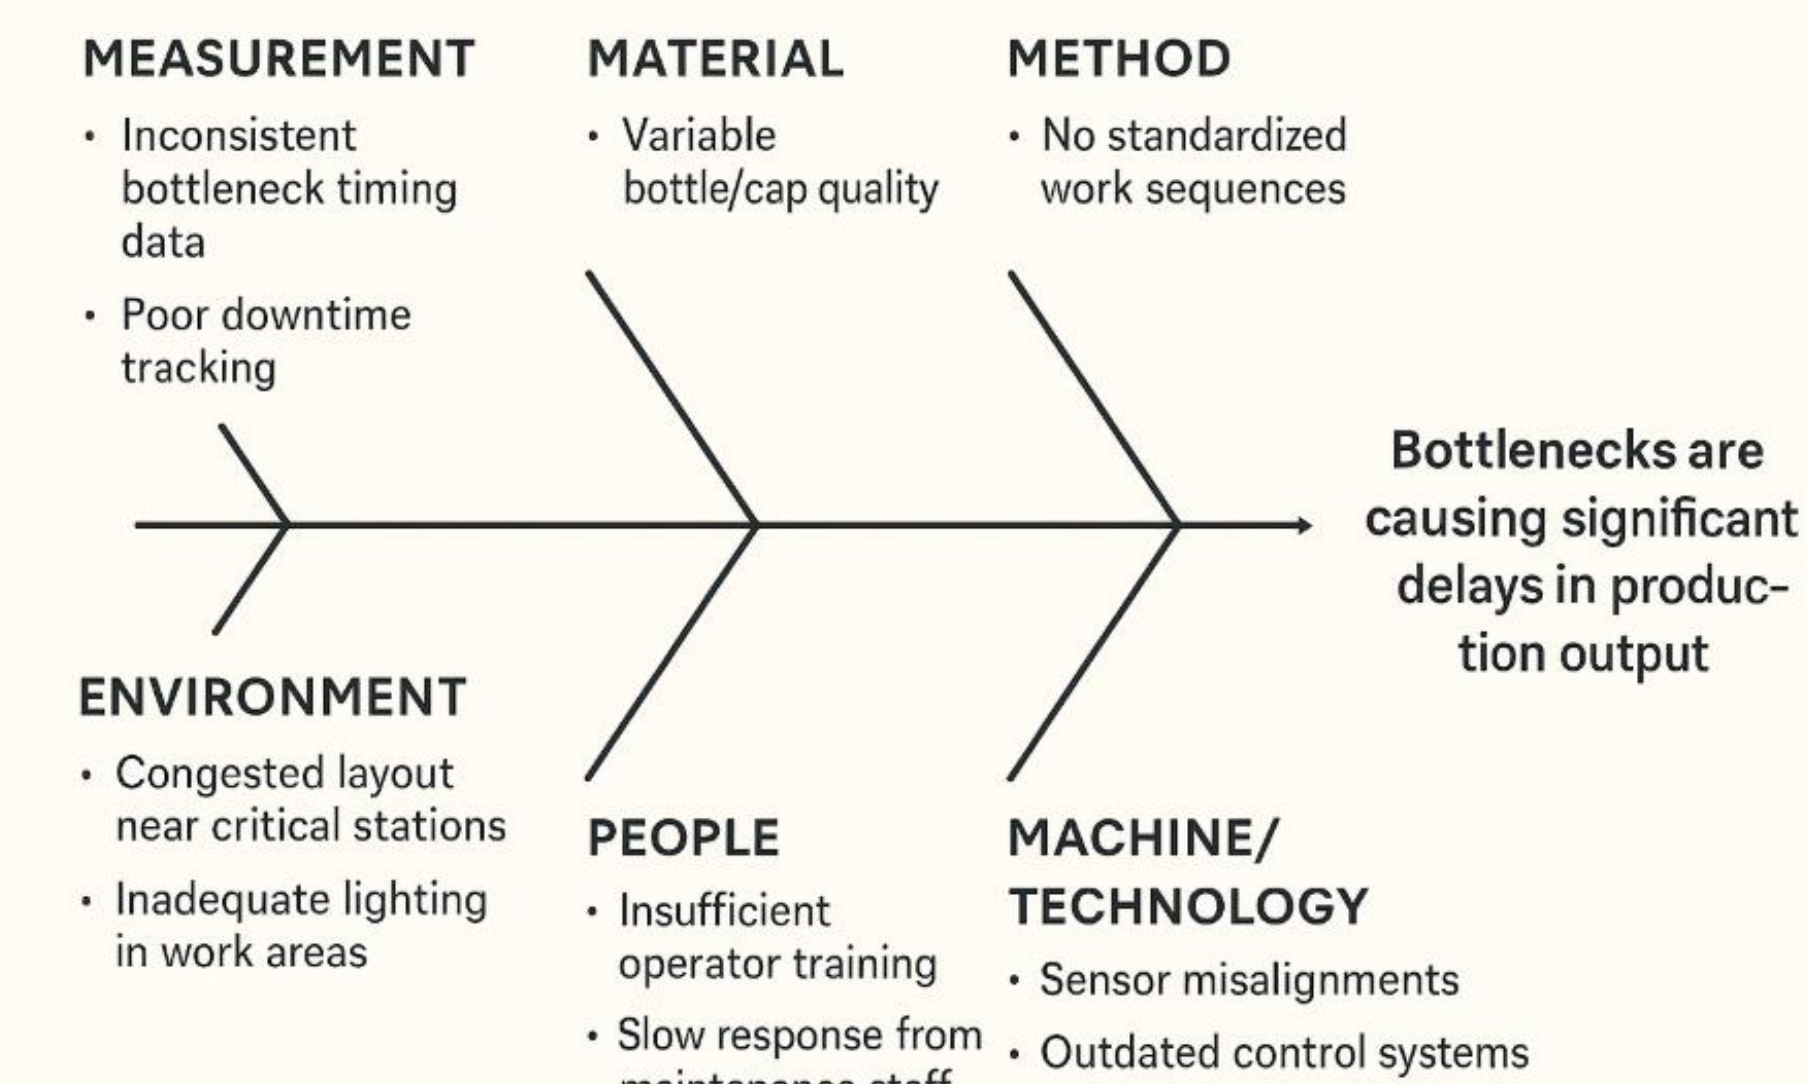 MEASUREMENT
• Inconsistent
bottleneck timing
data
• Poor downtime
tracking
MATERIAL
• Variable
bottle/cap quality
METHOD
• No standardized
work sequences
Bottlenecks are
causing significant
delays in produc-
tion output
ENVIRONMENT
• Congested layout
near critical stations
• Inadequate lighting
in work areas
PEOPLE
• Insufficient
operator training
• Slow response from
maintenance staff
MACHINE/
TECHNOLOGY
• Sensor misalignments
• Outdated control systems